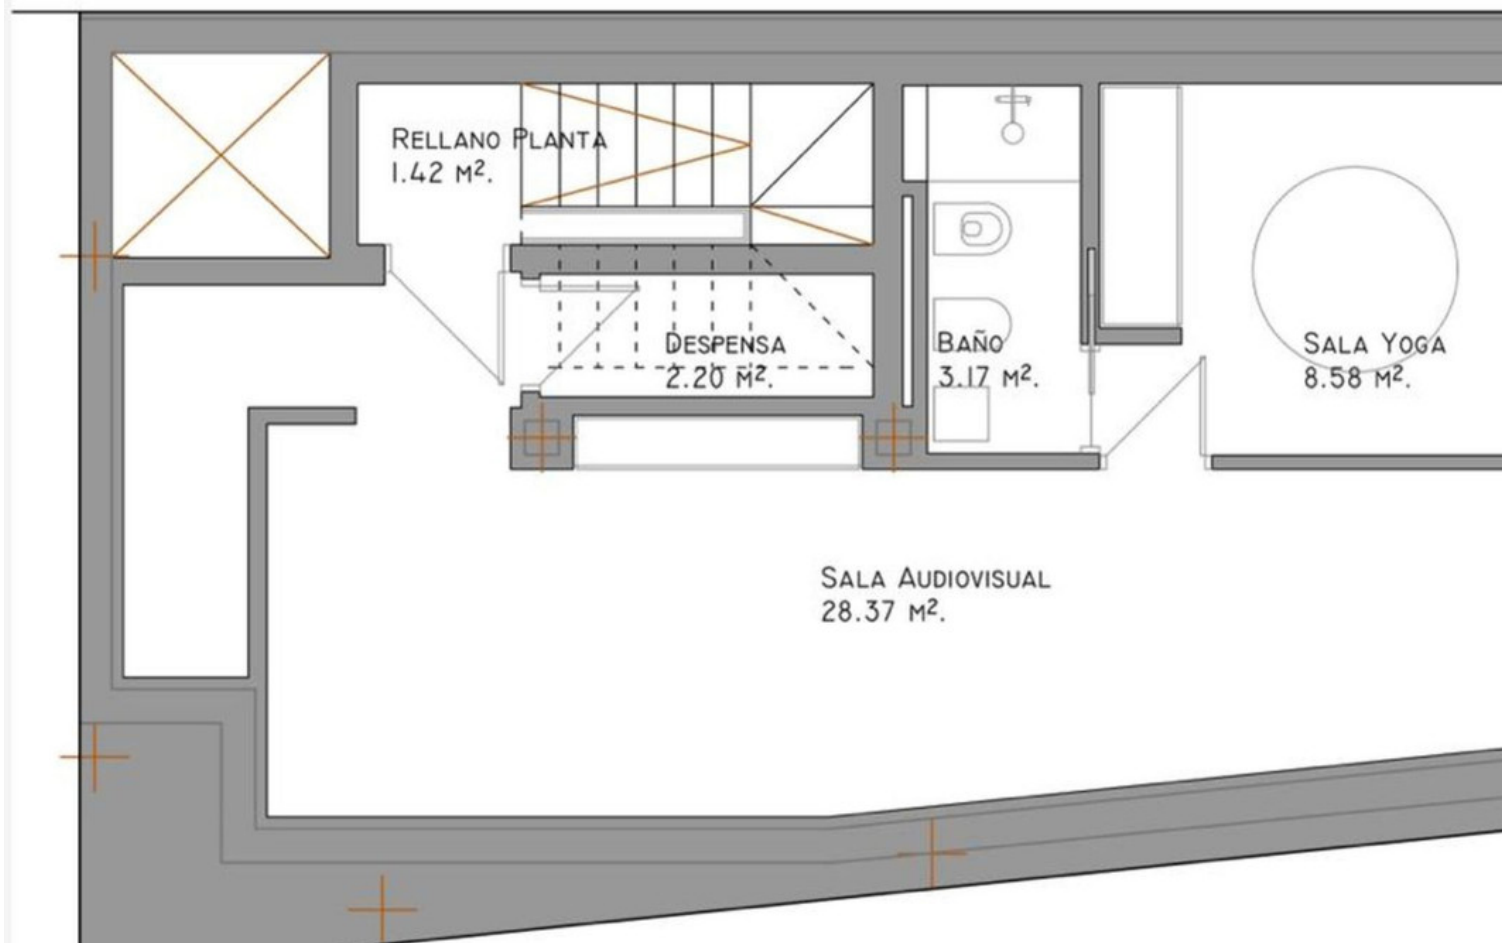 RELLANO PLANTA
1.42 M².
DESPENSA
2.20 M².
BAÑO
3.17 M².
SALA YOGA
8.58 M².
SALA AUDIOVISUAL
28.37 M².